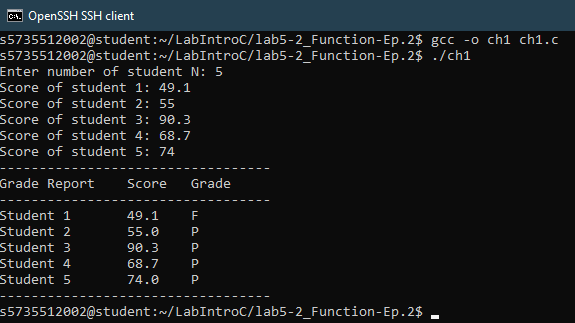 OpenSSH SSH client
s5735512002@student:~/LabIntroC/lab5-2_Function-Ep.2$ gcc -o ch1 ch1.c
s5735512002@student:~/LabIntroC/lab5-2_Function-Ep.2$ ./ch1
Enter number of student N: 5
Score of student 1: 49.1
Score of student 2: 55
Score of student 3: 90.3
Score of student 4: 68.7
Score of student 5: 74
----------------------------------
Grade Report    Score   Grade
----------------------------------
Student 1       49.1    F
Student 2       55.0    P
Student 3       90.3    P
Student 4       68.7    P
Student 5       74.0    P
----------------------------------
s5735512002@student:~/LabIntroC/lab5-2_Function-Ep.2$